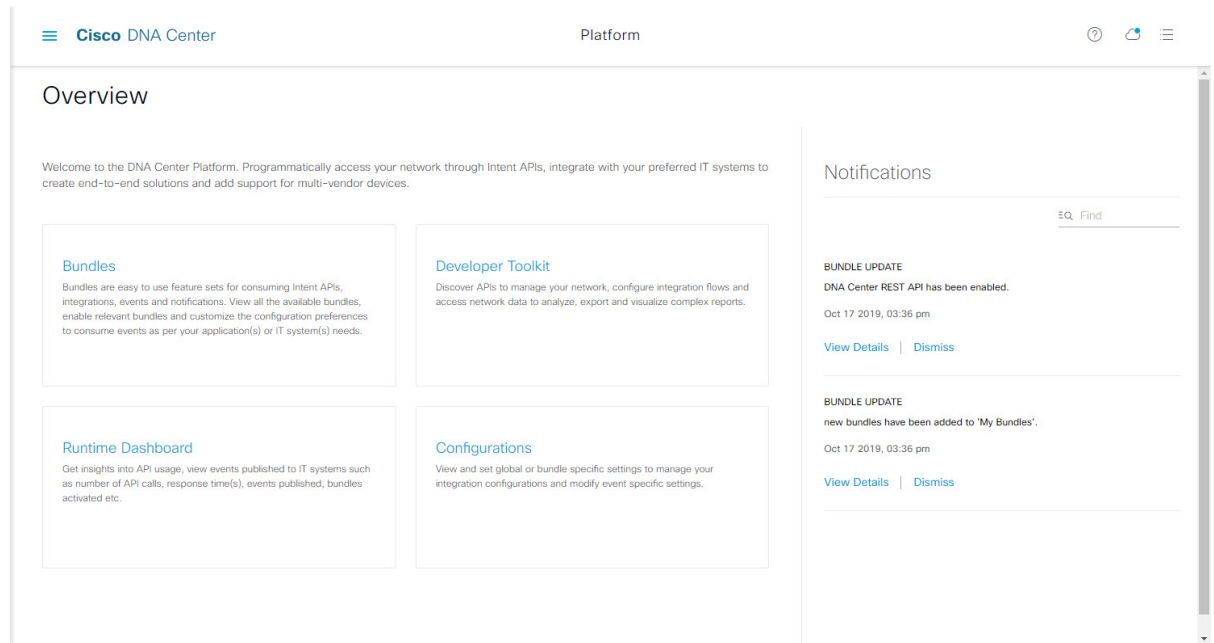 Cisco DNA Center
Platform
Overview
Welcome to the DNA Center Platform. Programmatically access your network through Intent APIs, integrate with your preferred IT systems to
create end-to-end solutions and add support for multi-vendor devices.
Bundles
Bundles are easy to use feature sets for consuming Intent APIs,
integrations, events and notifications. View all the available bundles,
enable relevant bundles and customize the configuration preferences
to consume events as per your application(s) or IT system(s) needs.
Developer Toolkit
Discover APIs to manage your network, configure integration flows and
access network data to analyze, export and visualize complex reports.
Runtime Dashboard
Get insights into API usage, view events published to IT systems such
as number of API calls, response time(s), events published, bundles
activated etc.
Configurations
View and set global or bundle specific settings to manage your
integration configurations and modify event specific settings.
Notifications
Find
BUNDLE UPDATE
DNA Center REST API has been enabled.
Oct 17 2019, 03:36 pm
View Details | Dismiss
BUNDLE UPDATE
new bundles have been added to 'My Bundles'.
Oct 17 2019, 03:36 pm
View Details | Dismiss